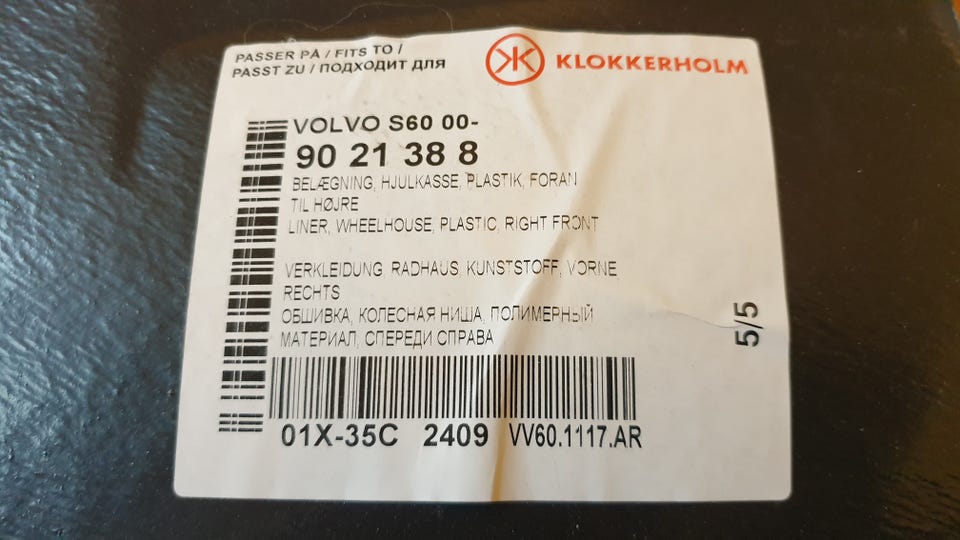 PASSER PÅ / FITS TO /
PASST ZU / ПОДХОДИТ ДЛЯ
KLOKKERHOLM
VOLVO S60 00-
90 21 38 8
BELÆGNING, HJULKASSE, PLASTIK, FORAN
TIL HØJRE
LINER, WHEELHOUSE, PLASTIC, RIGHT FRONT
VERKLEIDUNG RADHAUS KUNSTSTOFF, VORNE
RECHTS
ОБШИВКА, КОЛЕСНАЯ НИША, ПОЛИМЕРНЫЙ
МАТЕРИАЛ, СПЕРЕДИ СПРАВА
5/5
01X-35C 2409 VV60.1117.AR